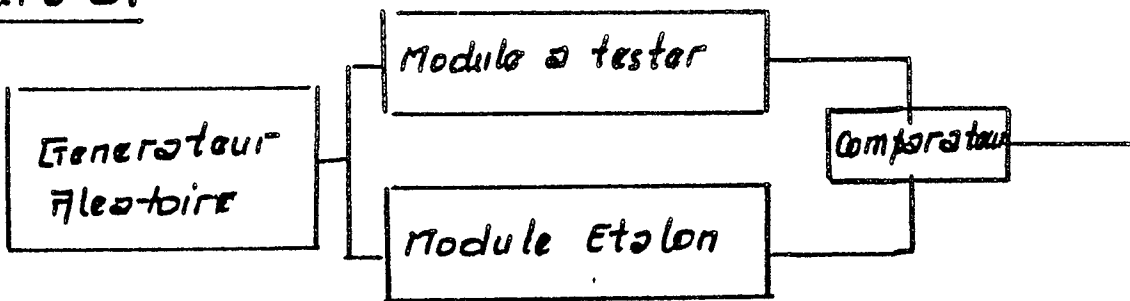 Module a tester
Generateur
Aleatoire
Comparateur
Module Etalon